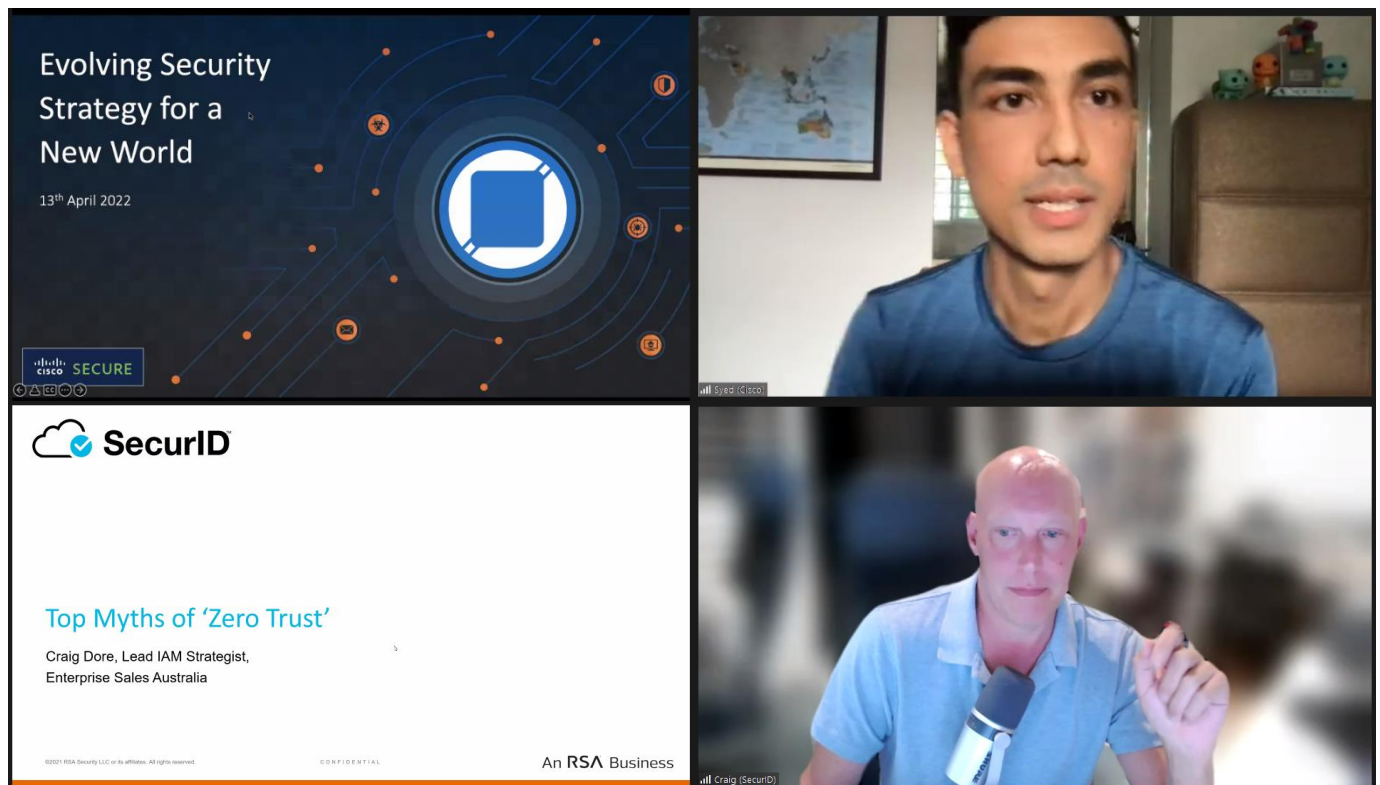 Evolving Security
Strategy for a
New World
13th April 2022
CISCO SECURE
CC
Syed (Cisco)
SecurID™
Top Myths of ‘Zero Trust’
Craig Dore, Lead IAM Strategist,
Enterprise Sales Australia
©2021 RSA Security LLC or its affiliates. All rights reserved.
CONFIDENTIAL
An RSA Business
Craig (SecurID)